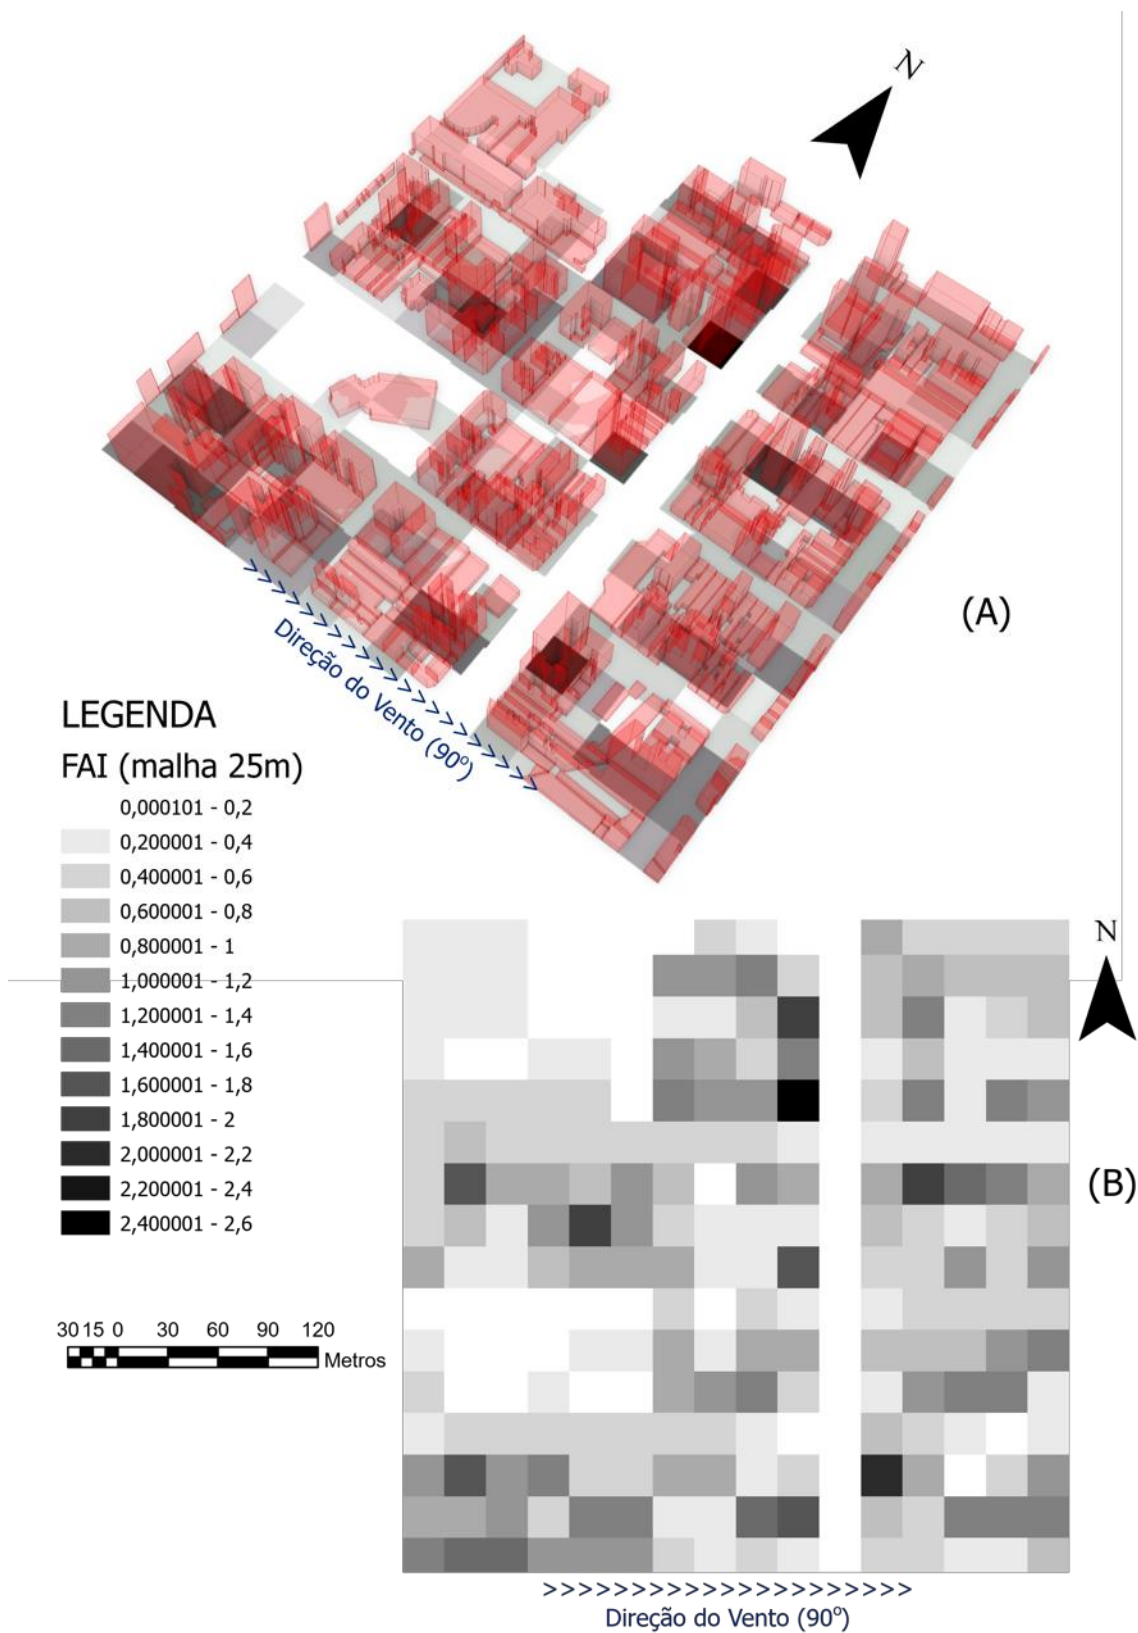 N
(A)
>>>>>>>>>>>>>>>>>>>>>
Direção do Vento (90º)
LEGENDA
FAI (malha 25m)
0,000101 - 0,2
0,200001 - 0,4
0,400001 - 0,6
0,600001 - 0,8
0,800001 - 1
1,000001 - 1,2
1,200001 - 1,4
1,400001 - 1,6
1,600001 - 1,8
1,800001 - 2
2,000001 - 2,2
2,200001 - 2,4
2,400001 - 2,6
N
(B)
30 15 0 30 60 90 120
Metros
>>>>>>>>>>>>>>>>>>>>>
Direção do Vento (90º)